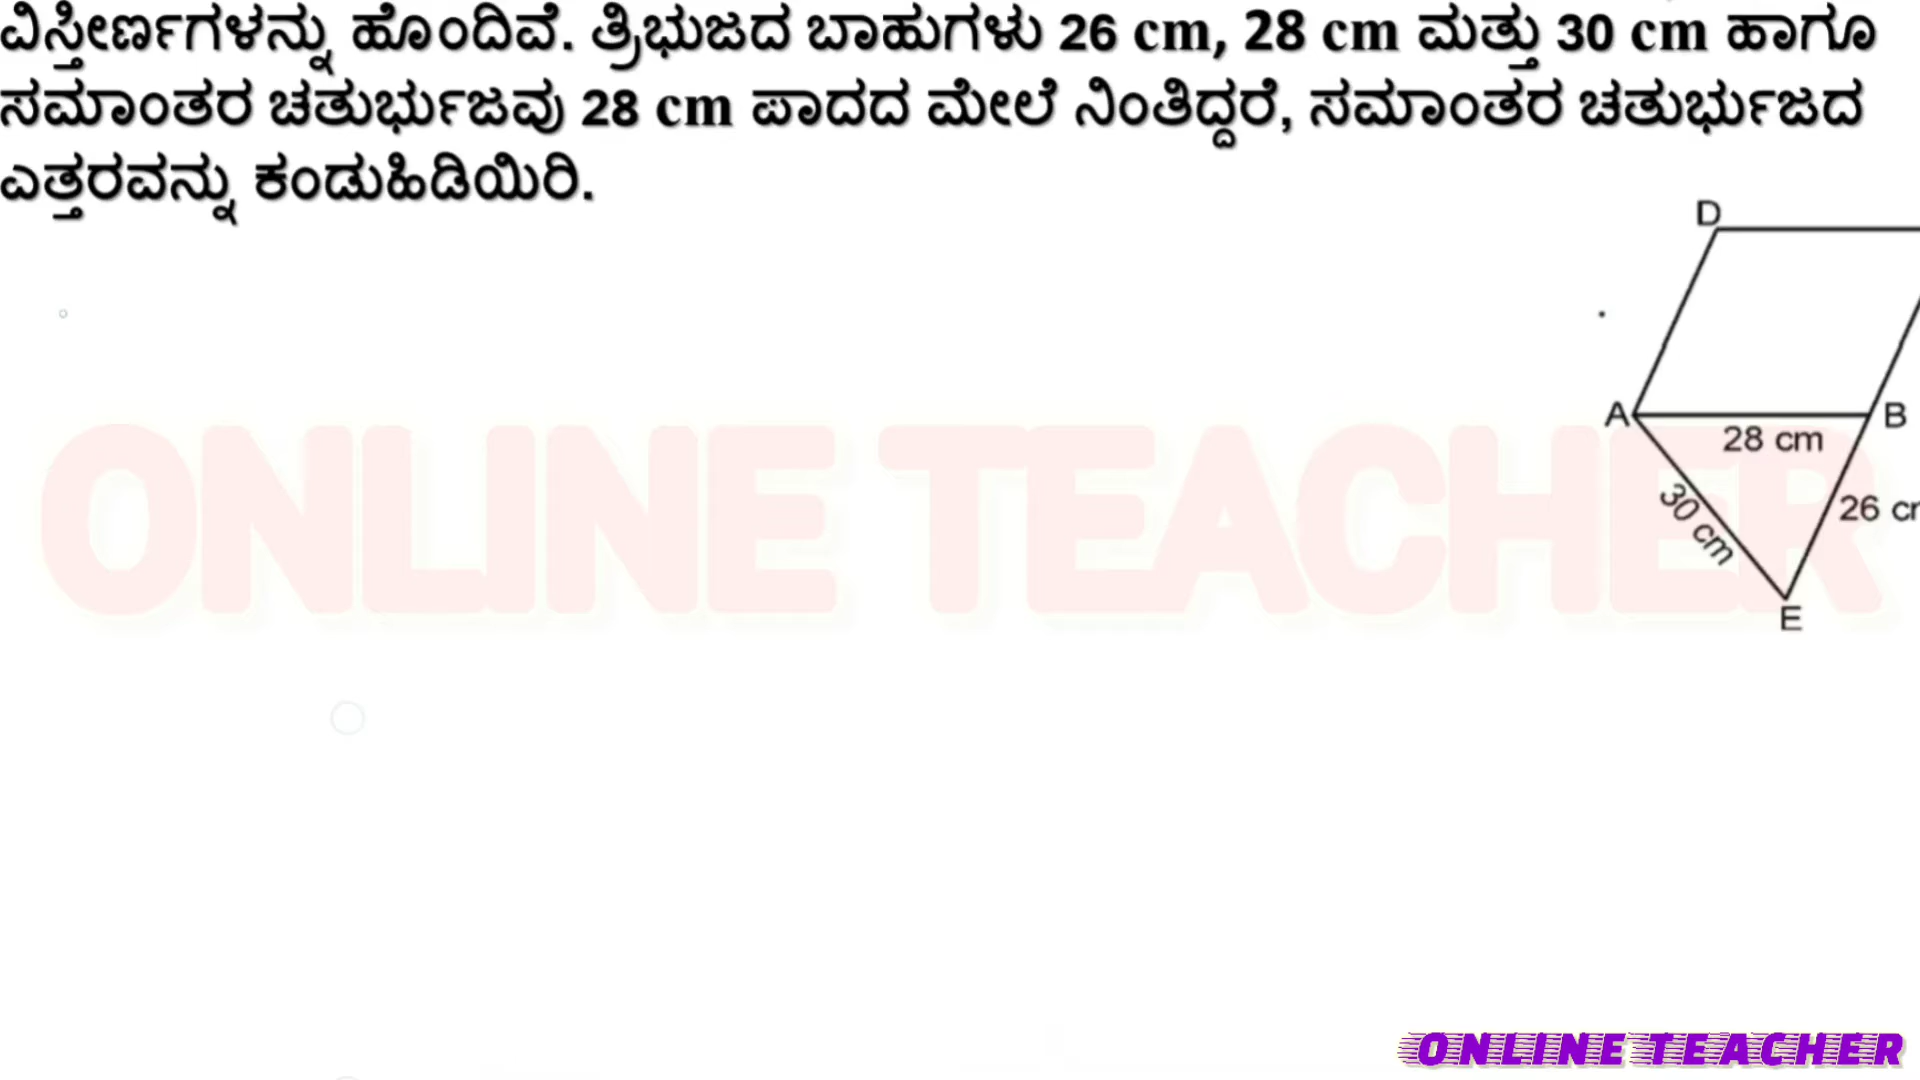 ವಿಸ್ತೀರ್ಣಗಳನ್ನು ಹೊಂದಿವೆ. ತ್ರಿಭುಜದ ಬಾಹುಗಳು 26 cm, 28 cm ಮತ್ತು 30 cm ಹಾಗೂ
ಸಮಾಂತರ ಚತುರ್ಭುಜವು 28 cm ಪಾದದ ಮೇಲೆ ನಿಂತಿದ್ದರೆ, ಸಮಾಂತರ ಚತುರ್ಭುಜದ
ಎತ್ತರವನ್ನು ಕಂಡುಹಿಡಿಯಿರಿ.
D
A
B
28 cm
30 cm
26 c
E
ONLINE TEACHER
ONLINE TEACHER